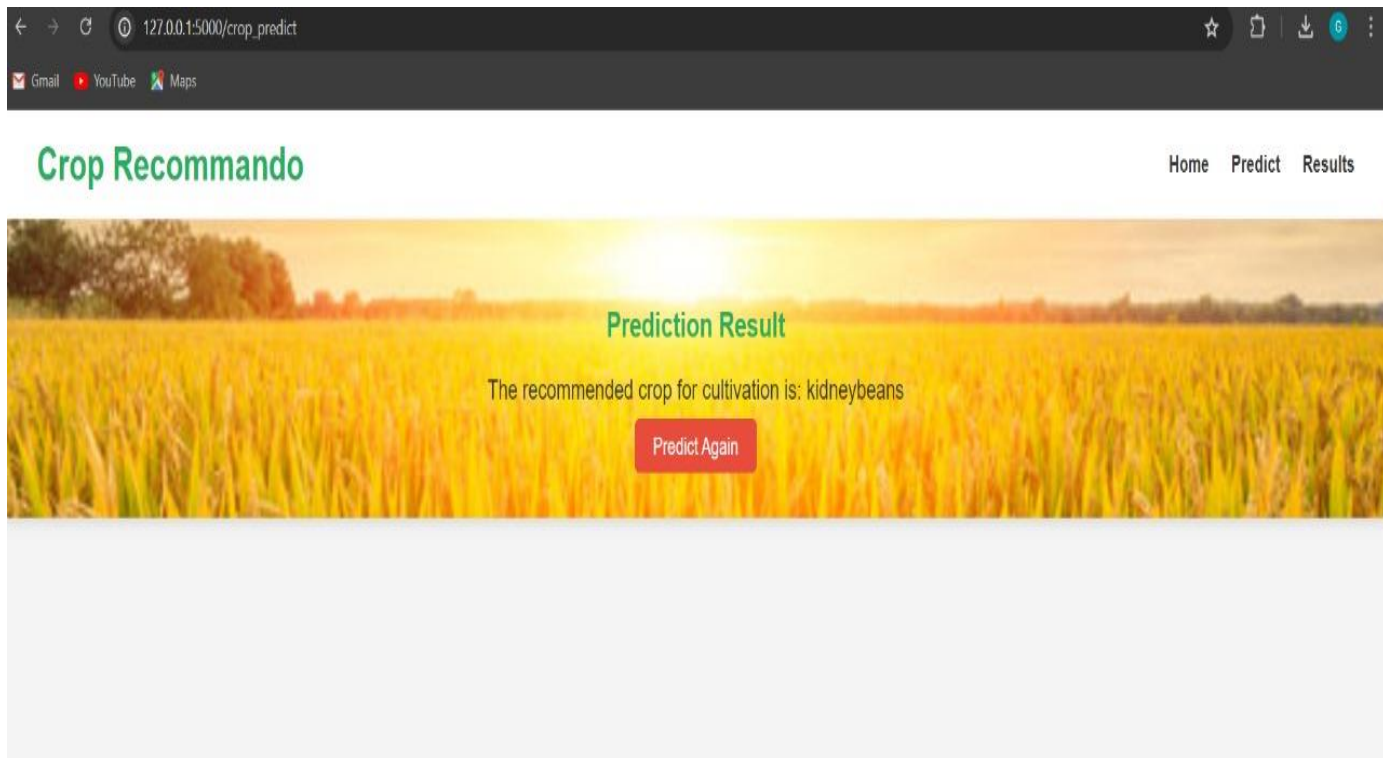 127.0.0.1:5000/crop_predict
G
Gmail YouTube Maps
Crop Recommando
Home Predict Results
Prediction Result
The recommended crop for cultivation is: kidneybeans
Predict Again